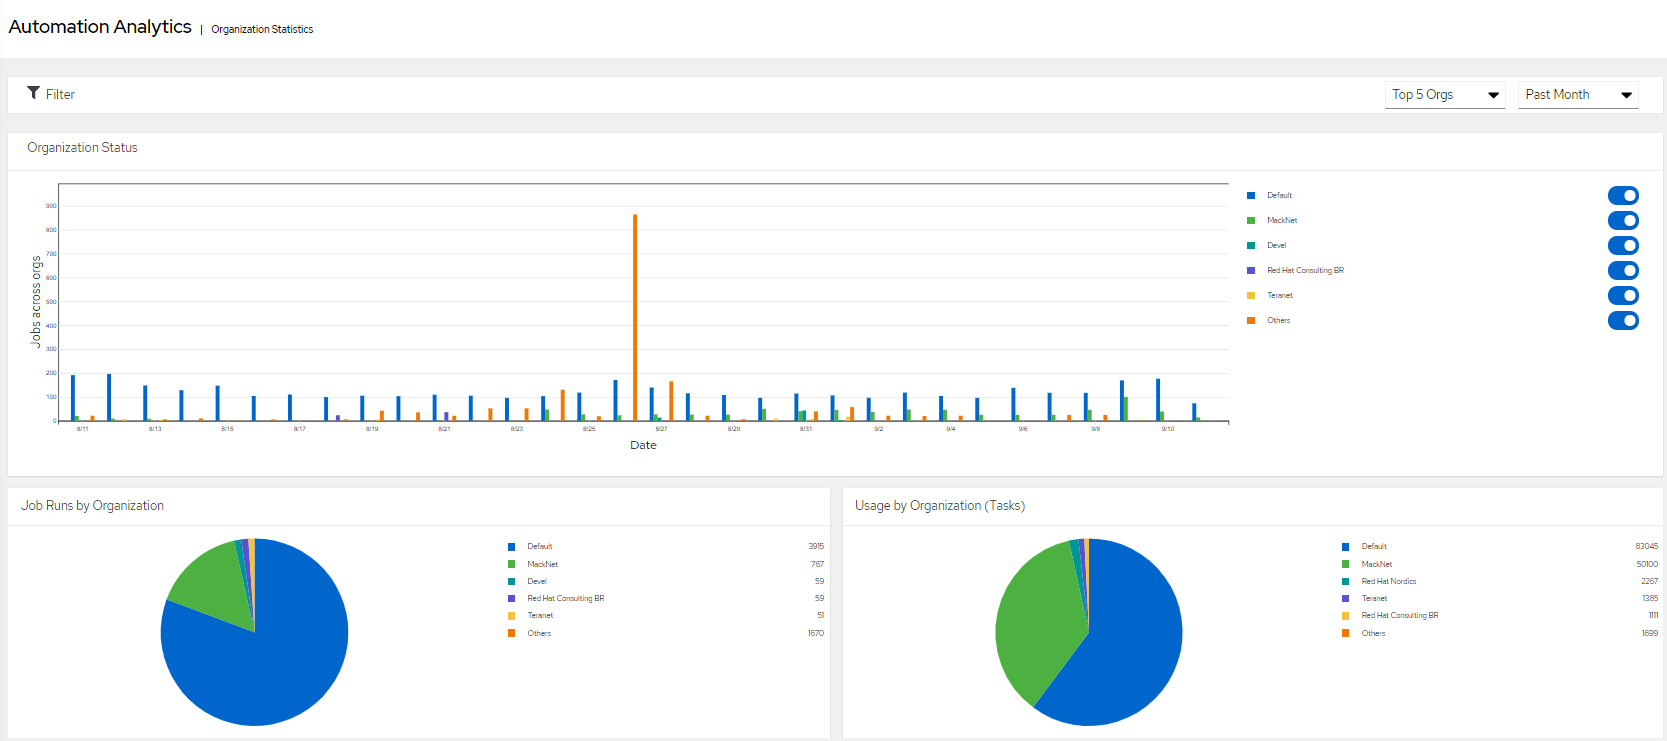 Automation Analytics | Organization Statistics
Filter
Top 5 Orgs
Past Month
Organization Status
900
800
700
600
500
400
300
200
100
0
Jobs across orgs
8/11 8/13 8/15 8/17 8/19 8/21 8/23 8/25 8/27 8/29 8/31 9/2 9/4 9/6 9/8 9/10
Date
Default
MackNet
Devel
Red Hat Consulting BR
Teranet
Others
Job Runs by Organization
Default 3915
MackNet 767
Devel 59
Red Hat Consulting BR 59
Teranet 51
Others 1670
Usage by Organization (Tasks)
Default 83045
MackNet 50100
Red Hat Nordics 2267
Teranet 1385
Red Hat Consulting BR 1111
Others 1699